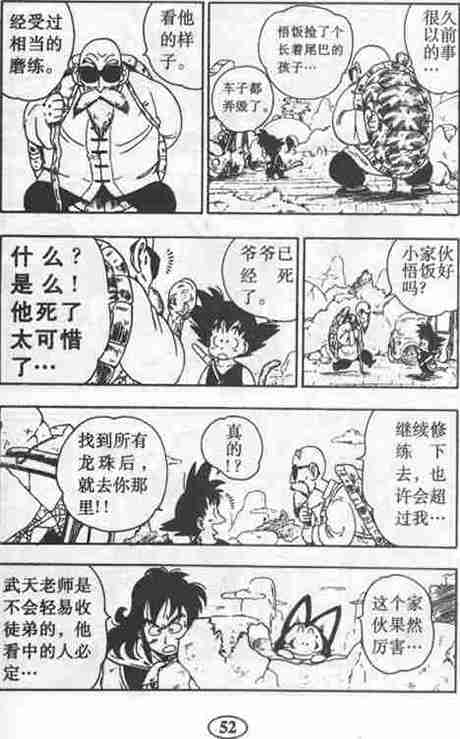 很久
以前
的事
…
悟饭捡了个
长着尾巴的
孩子…
车子都
弄毁了。
看他
的样
子。
经受过
相当的
磨练。
小家伙
悟饭好
吗?
爷爷已
经死
了。
什么?
是么!
他死了
太可惜
了…
继续修
练下
去，也
许会超
过我…
真
的!?
找到所有
龙珠后，
就去你那
里!!
这个家
伙果然
厉害…
武天老师是
不会轻易收
徒弟的，他
看中的人必
定…
52